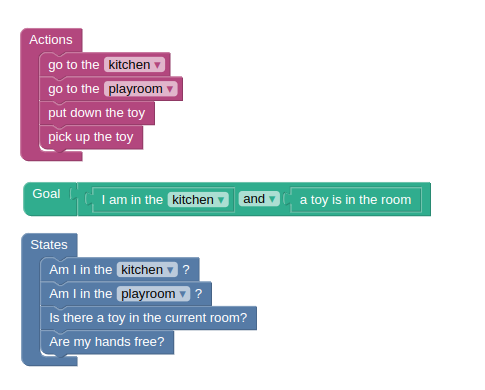 Actions
go to the kitchen ▾
go to the playroom ▾
put down the toy
pick up the toy
Goal I am in the kitchen ▾ and ▾ a toy is in the room
States
Am I in the kitchen ▾ ?
Am I in the playroom ▾ ?
Is there a toy in the current room?
Are my hands free?